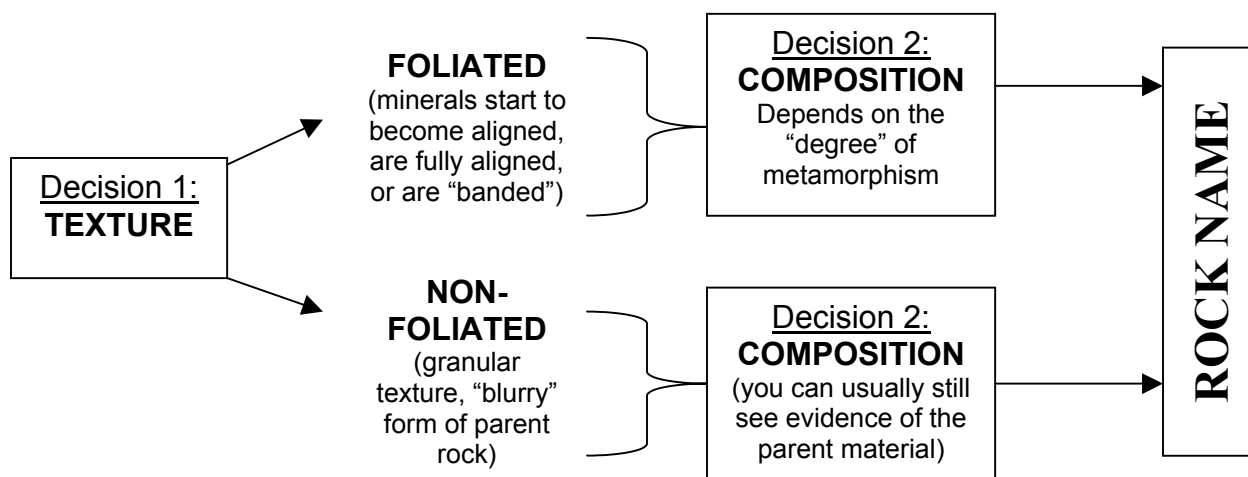 Decision 1:
TEXTURE
FOLIATED
(minerals start to
become aligned,
are fully aligned,
or are “banded”)
Decision 2:
COMPOSITION
Depends on the
“degree” of
metamorphism
NON-
FOLIATED
(granular
texture, “blurry”
form of parent
rock)
Decision 2:
COMPOSITION
(you can usually still
see evidence of the
parent material)
ROCK NAME